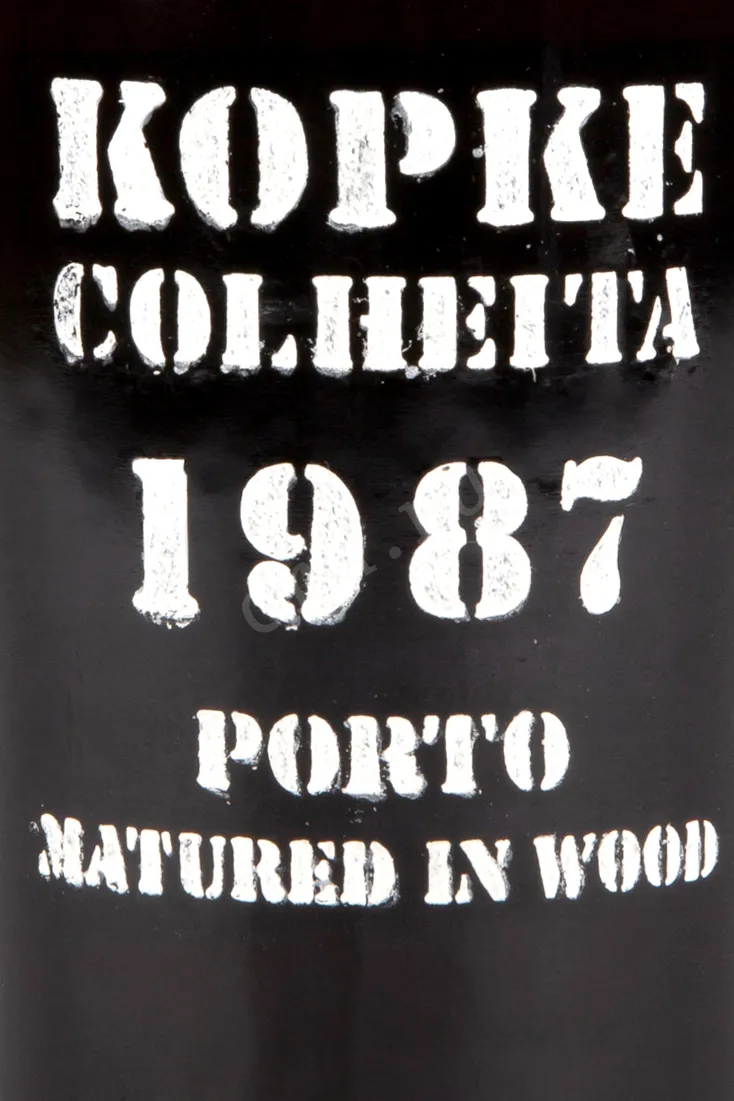 KOPKE
COLHEITA
1987
PORTO
MATURED IN WOOD